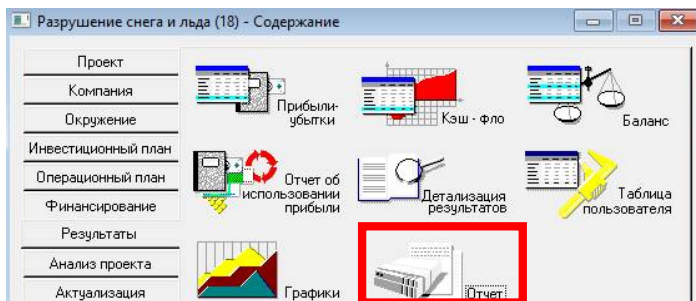 Разрушение снега и льда (18) - Содержание
Проект
Компания
Окружение
Инвестиционный план
Операционный план
Финансирование
Результаты
Анализ проекта
Актуализация
Прибыли-
убытки
Кэш - фло
Баланс
Отчет об
использовании
прибыли
Детализация
результатов
Таблица
пользователя
Графики
Отчет